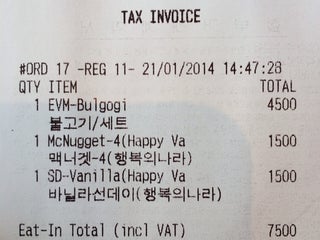 TAX INVOICE
#ORD 17 -REG 11- 21/01/2014 14:47:28
QTY ITEM TOTAL
1 EVM-Bulgogi 4500
불고기/세트
1 McNugget-4(Happy Va 1500
맥너겟-4(행복의나라)
1 SD-Vanilla(Happy Va 1500
바닐라선데이(행복의나라)
Eat-In Total (incl VAT) 7500